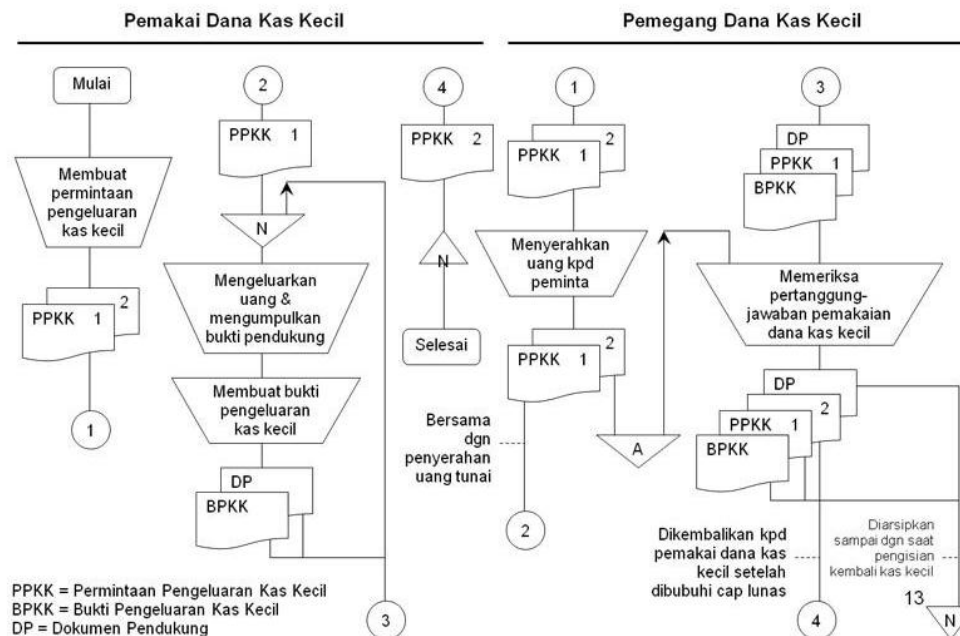 Pemakai Dana Kas Kecil
Mulai
Membuat
permintaan
pengeluaran
kas kecil
2
PPKK 1
1
2
PPKK 1
N
Mengeluarkan
uang &
mengumpulkan
bukti pendukung
Membuat bukti
pengeluaran
kas kecil
DP
BPKK
3
4
PPKK 2
N
Selesai
Pemegang Dana Kas Kecil
1
2
PPKK 1
Menyerahkan
uang kpd
peminta
2
PPKK 1
Bersama
dgn
penyerahan
uang tunai
A
2
3
DP
PPKK 1
BPKK
Memeriksa
pertanggung-
jawaban pemakaian
dana kas kecil
DP
2
PPKK 1
BPKK
Dikembalikan kpd
pemakai dana kas
kecil setelah
dibubuhi cap lunas
4
Diarsipkan
sampai dgn saat
pengisian
kembali kas kecil
13
N
PPKK = Permintaan Pengeluaran Kas Kecil
BPKK = Bukti Pengeluaran Kas Kecil
DP = Dokumen Pendukung